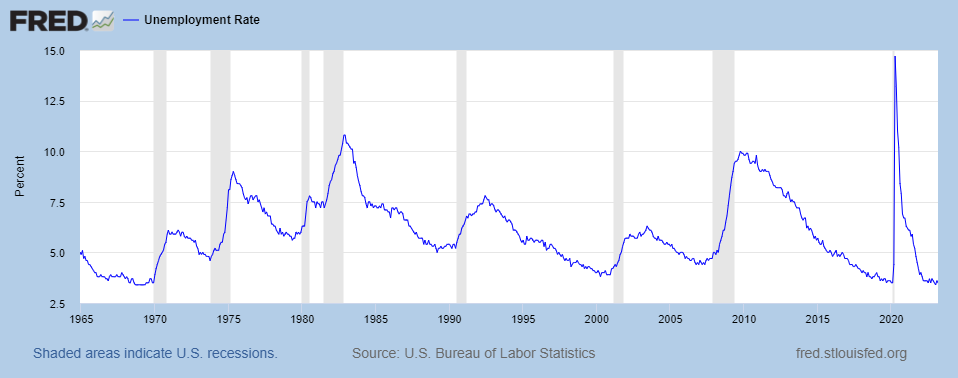 FRED Unemployment Rate
Percent
15.0
12.5
10.0
7.5
5.0
2.5
1965 1970 1975 1980 1985 1990 1995 2000 2005 2010 2015 2020
Shaded areas indicate U.S. recessions. Source: U.S. Bureau of Labor Statistics fred.stlouisfed.org